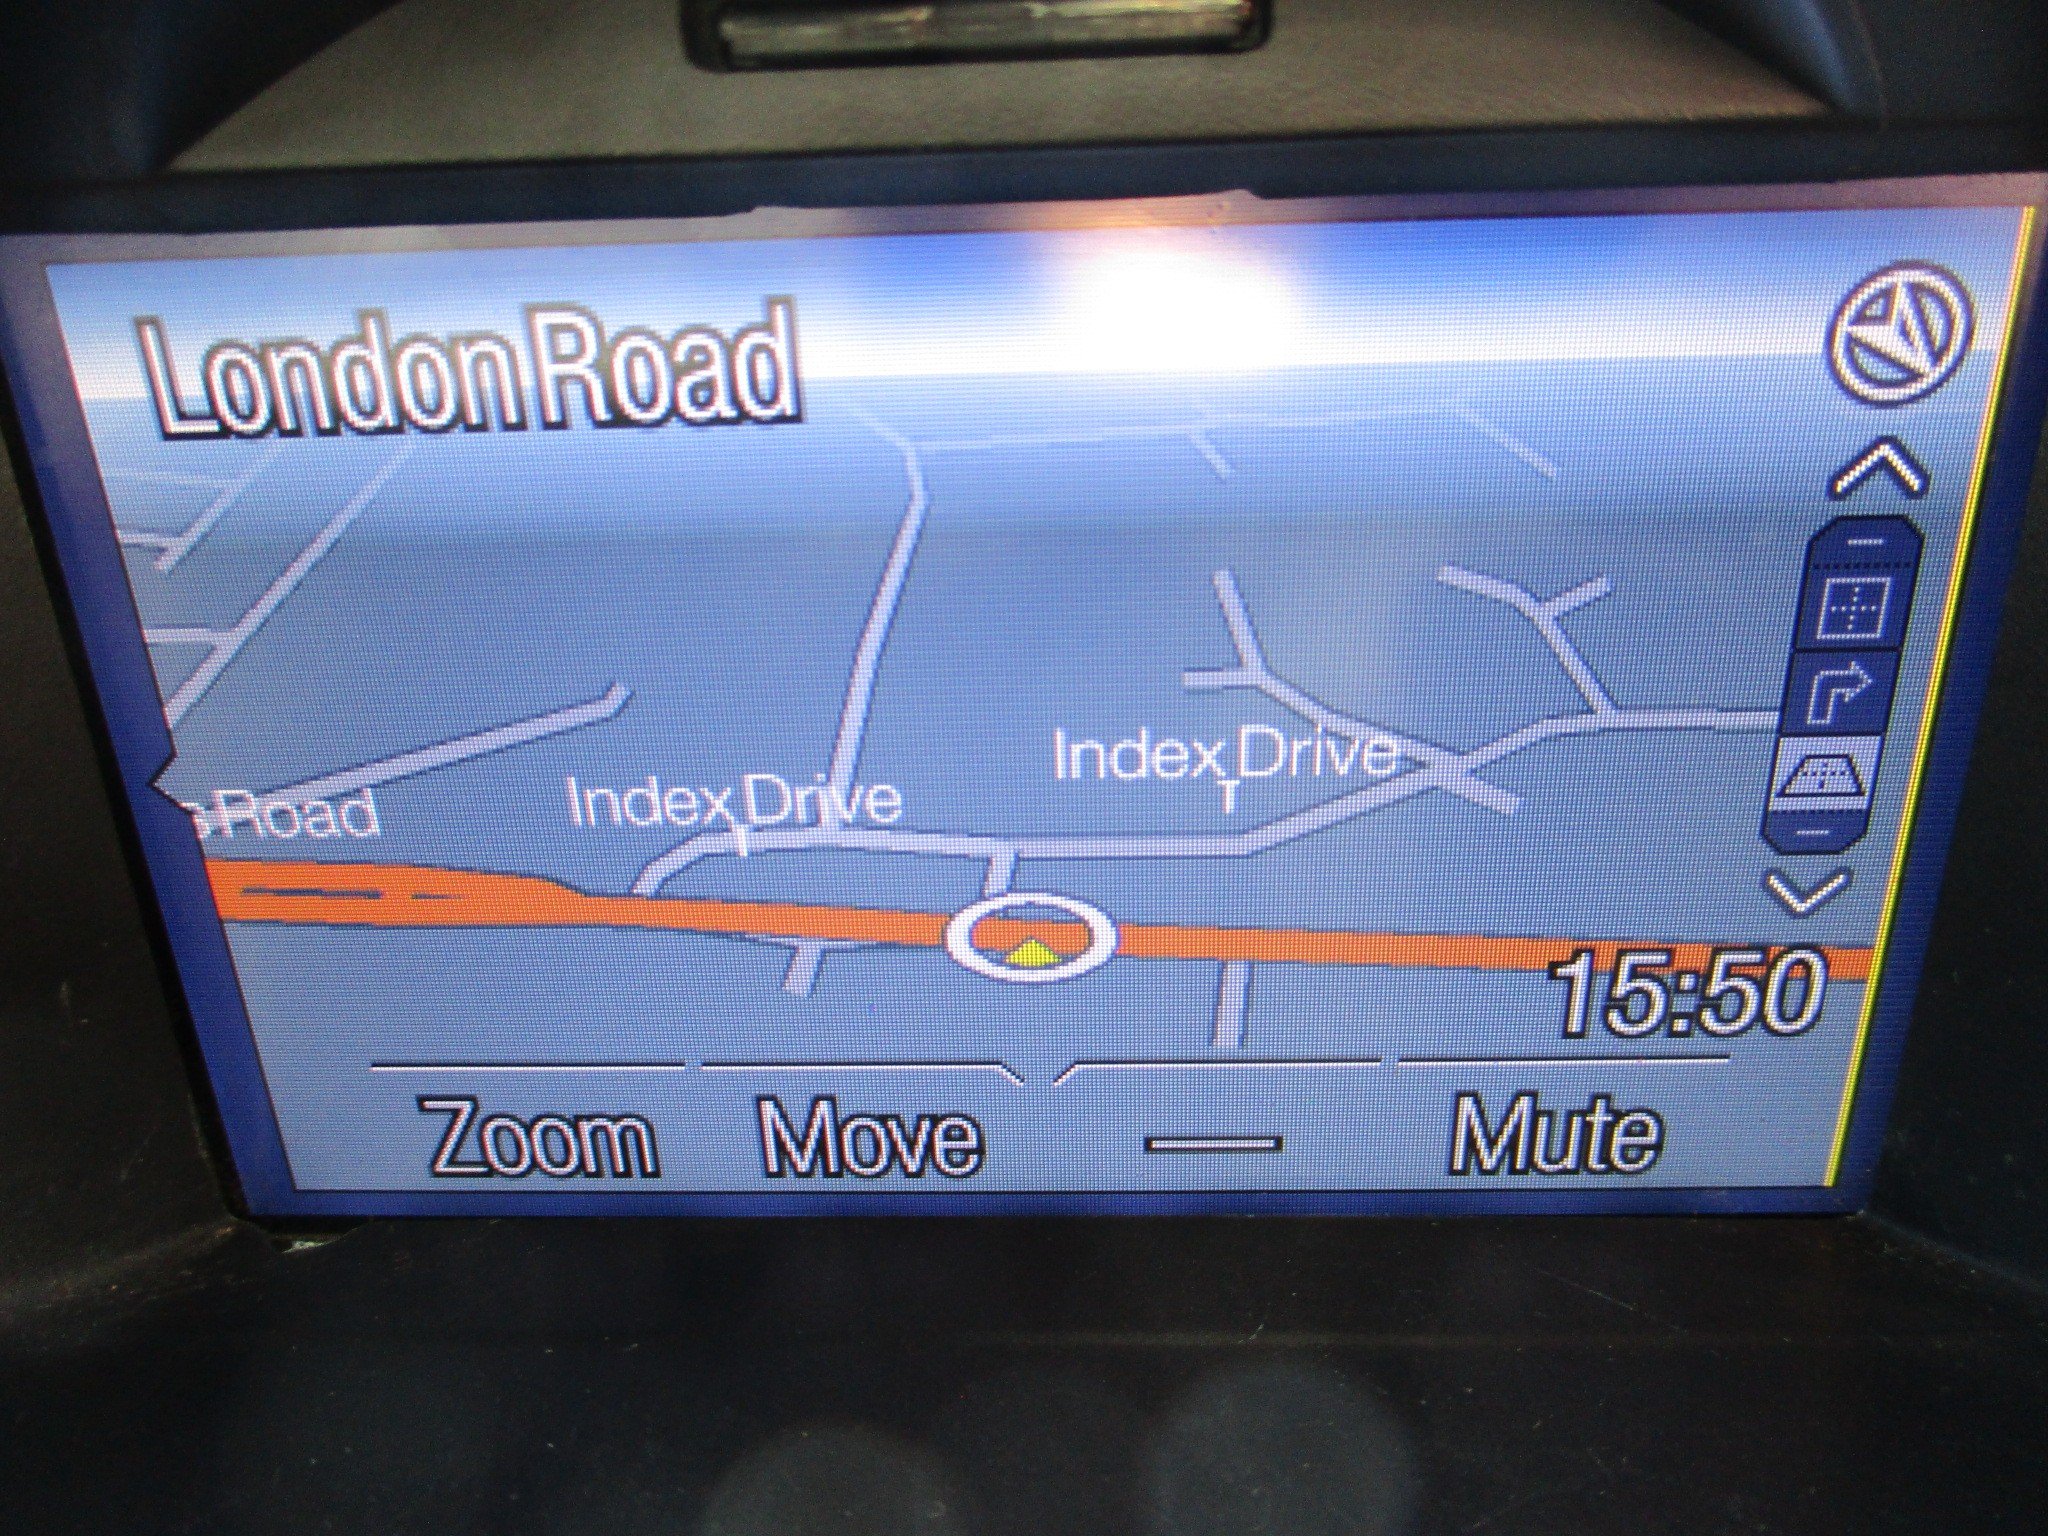 London Road
Index Drive
Index Drive
Road
15:50
Zoom Move Mute